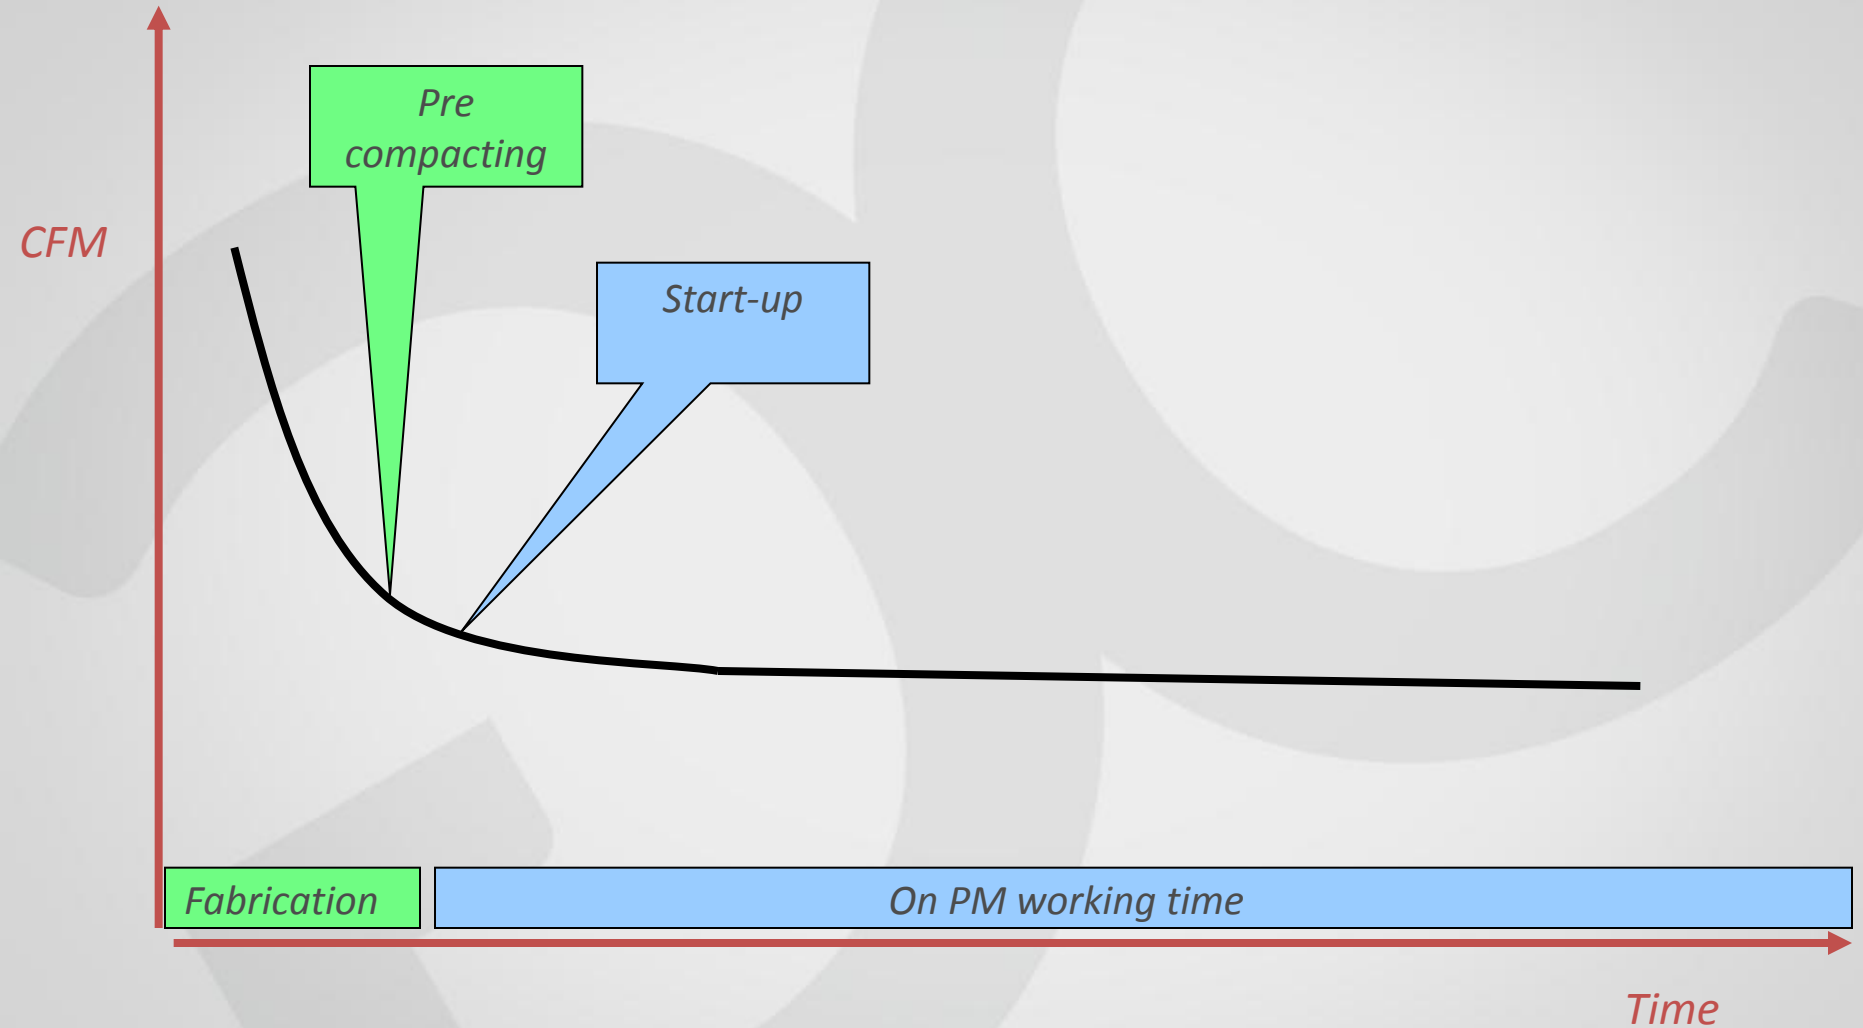 Pre
compacting
CFM
Start-up
Fabrication
On PM working time
Time